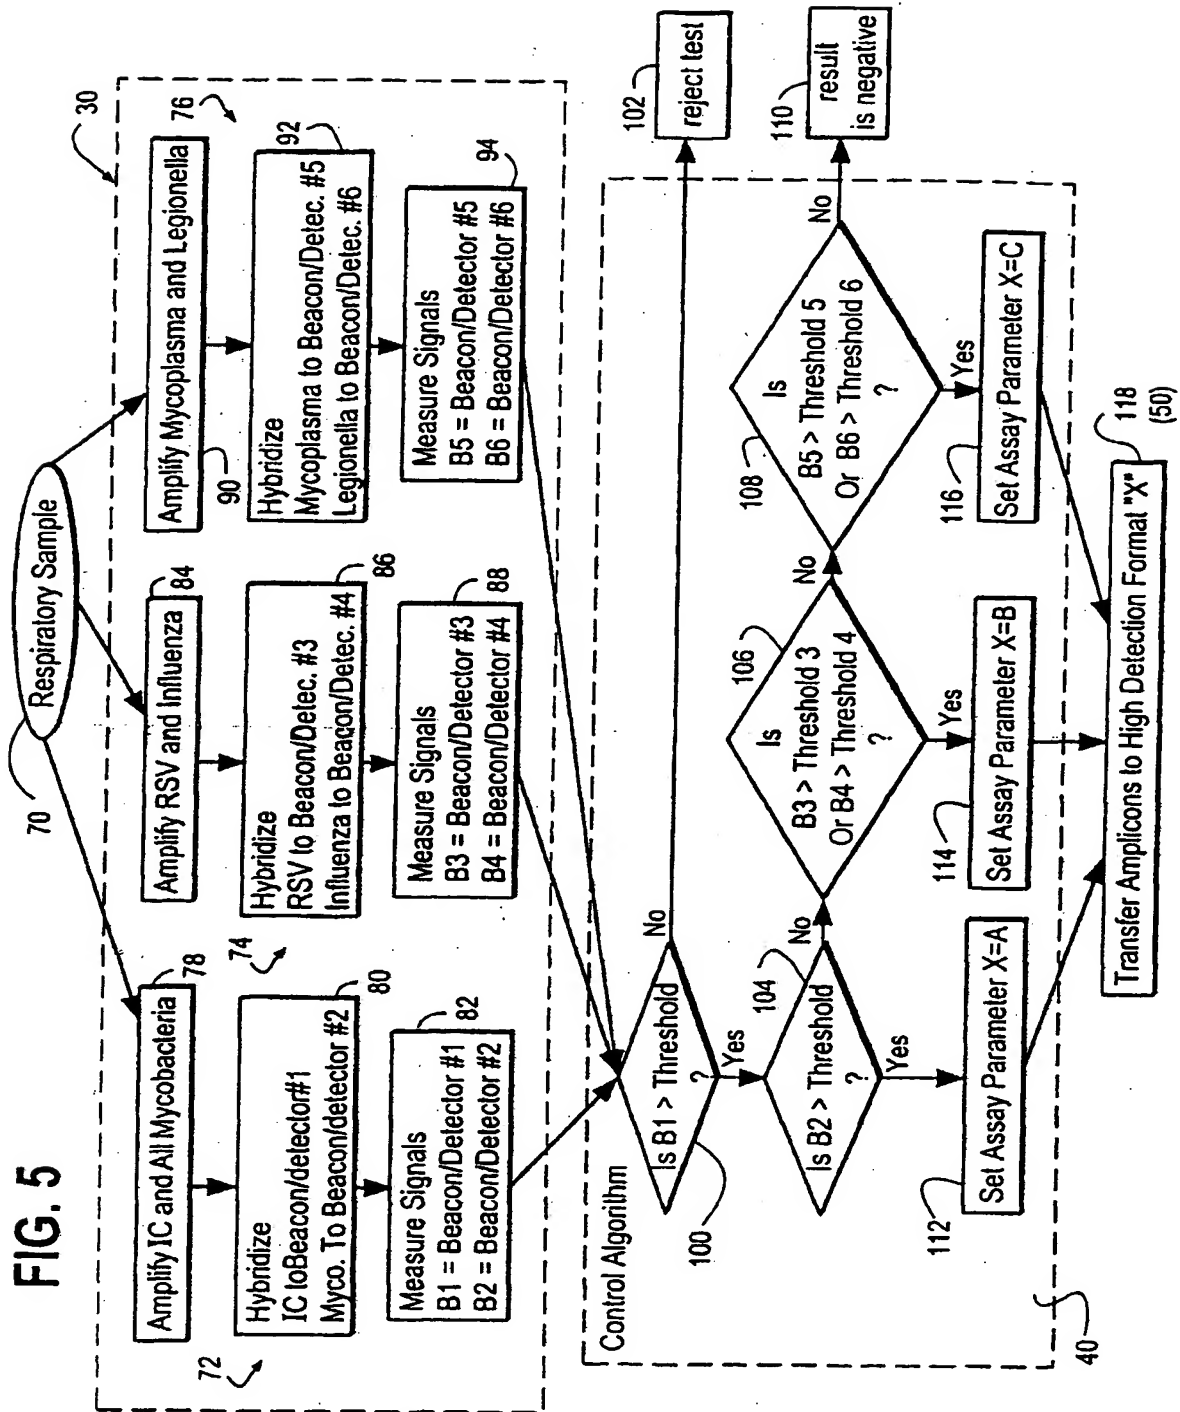 FIG. 5
70
Respiratory Sample
30
72
78
Amplify IC and All Mycobacteria
80
Hybridize
IC toBeacon/detector#1
Myco. To Beacon/detector #2
82
Measure Signals
B1 = Beacon/Detector #1
B2 = Beacon/Detector #2
74
84
Amplify RSV and Influenza
86
Hybridize
RSV to Beacon/Detec. #3
Influenza to Beacon/Detec. #4
88
Measure Signals
B3 = Beacon/Detector #3
B4 = Beacon/Detector #4
76
90
Amplify Mycoplasma and Legionella
92
Hybridize
Mycoplasma to Beacon/Detec. #5
Legionella to Beacon/Detec. #6
94
Measure Signals
B5 = Beacon/Detector #5
B6 = Beacon/Detector #6
Control Algorithm
40
100
Is B1 > Threshold
?
No
Yes
102
reject test
104
Is B2 > Threshold
?
No
Yes
106
Is
B3 > Threshold 3
Or B4 > Threshold 4
?
No
Yes
108
Is
B5 > Threshold 5
Or B6 > Threshold 6
?
No
Yes
110
result
is negative
112
Set Assay Parameter X=A
114
Set Assay Parameter X=B
116
Set Assay Parameter X=C
Transfer Amplicons to High Detection Format "X"
118
(50)